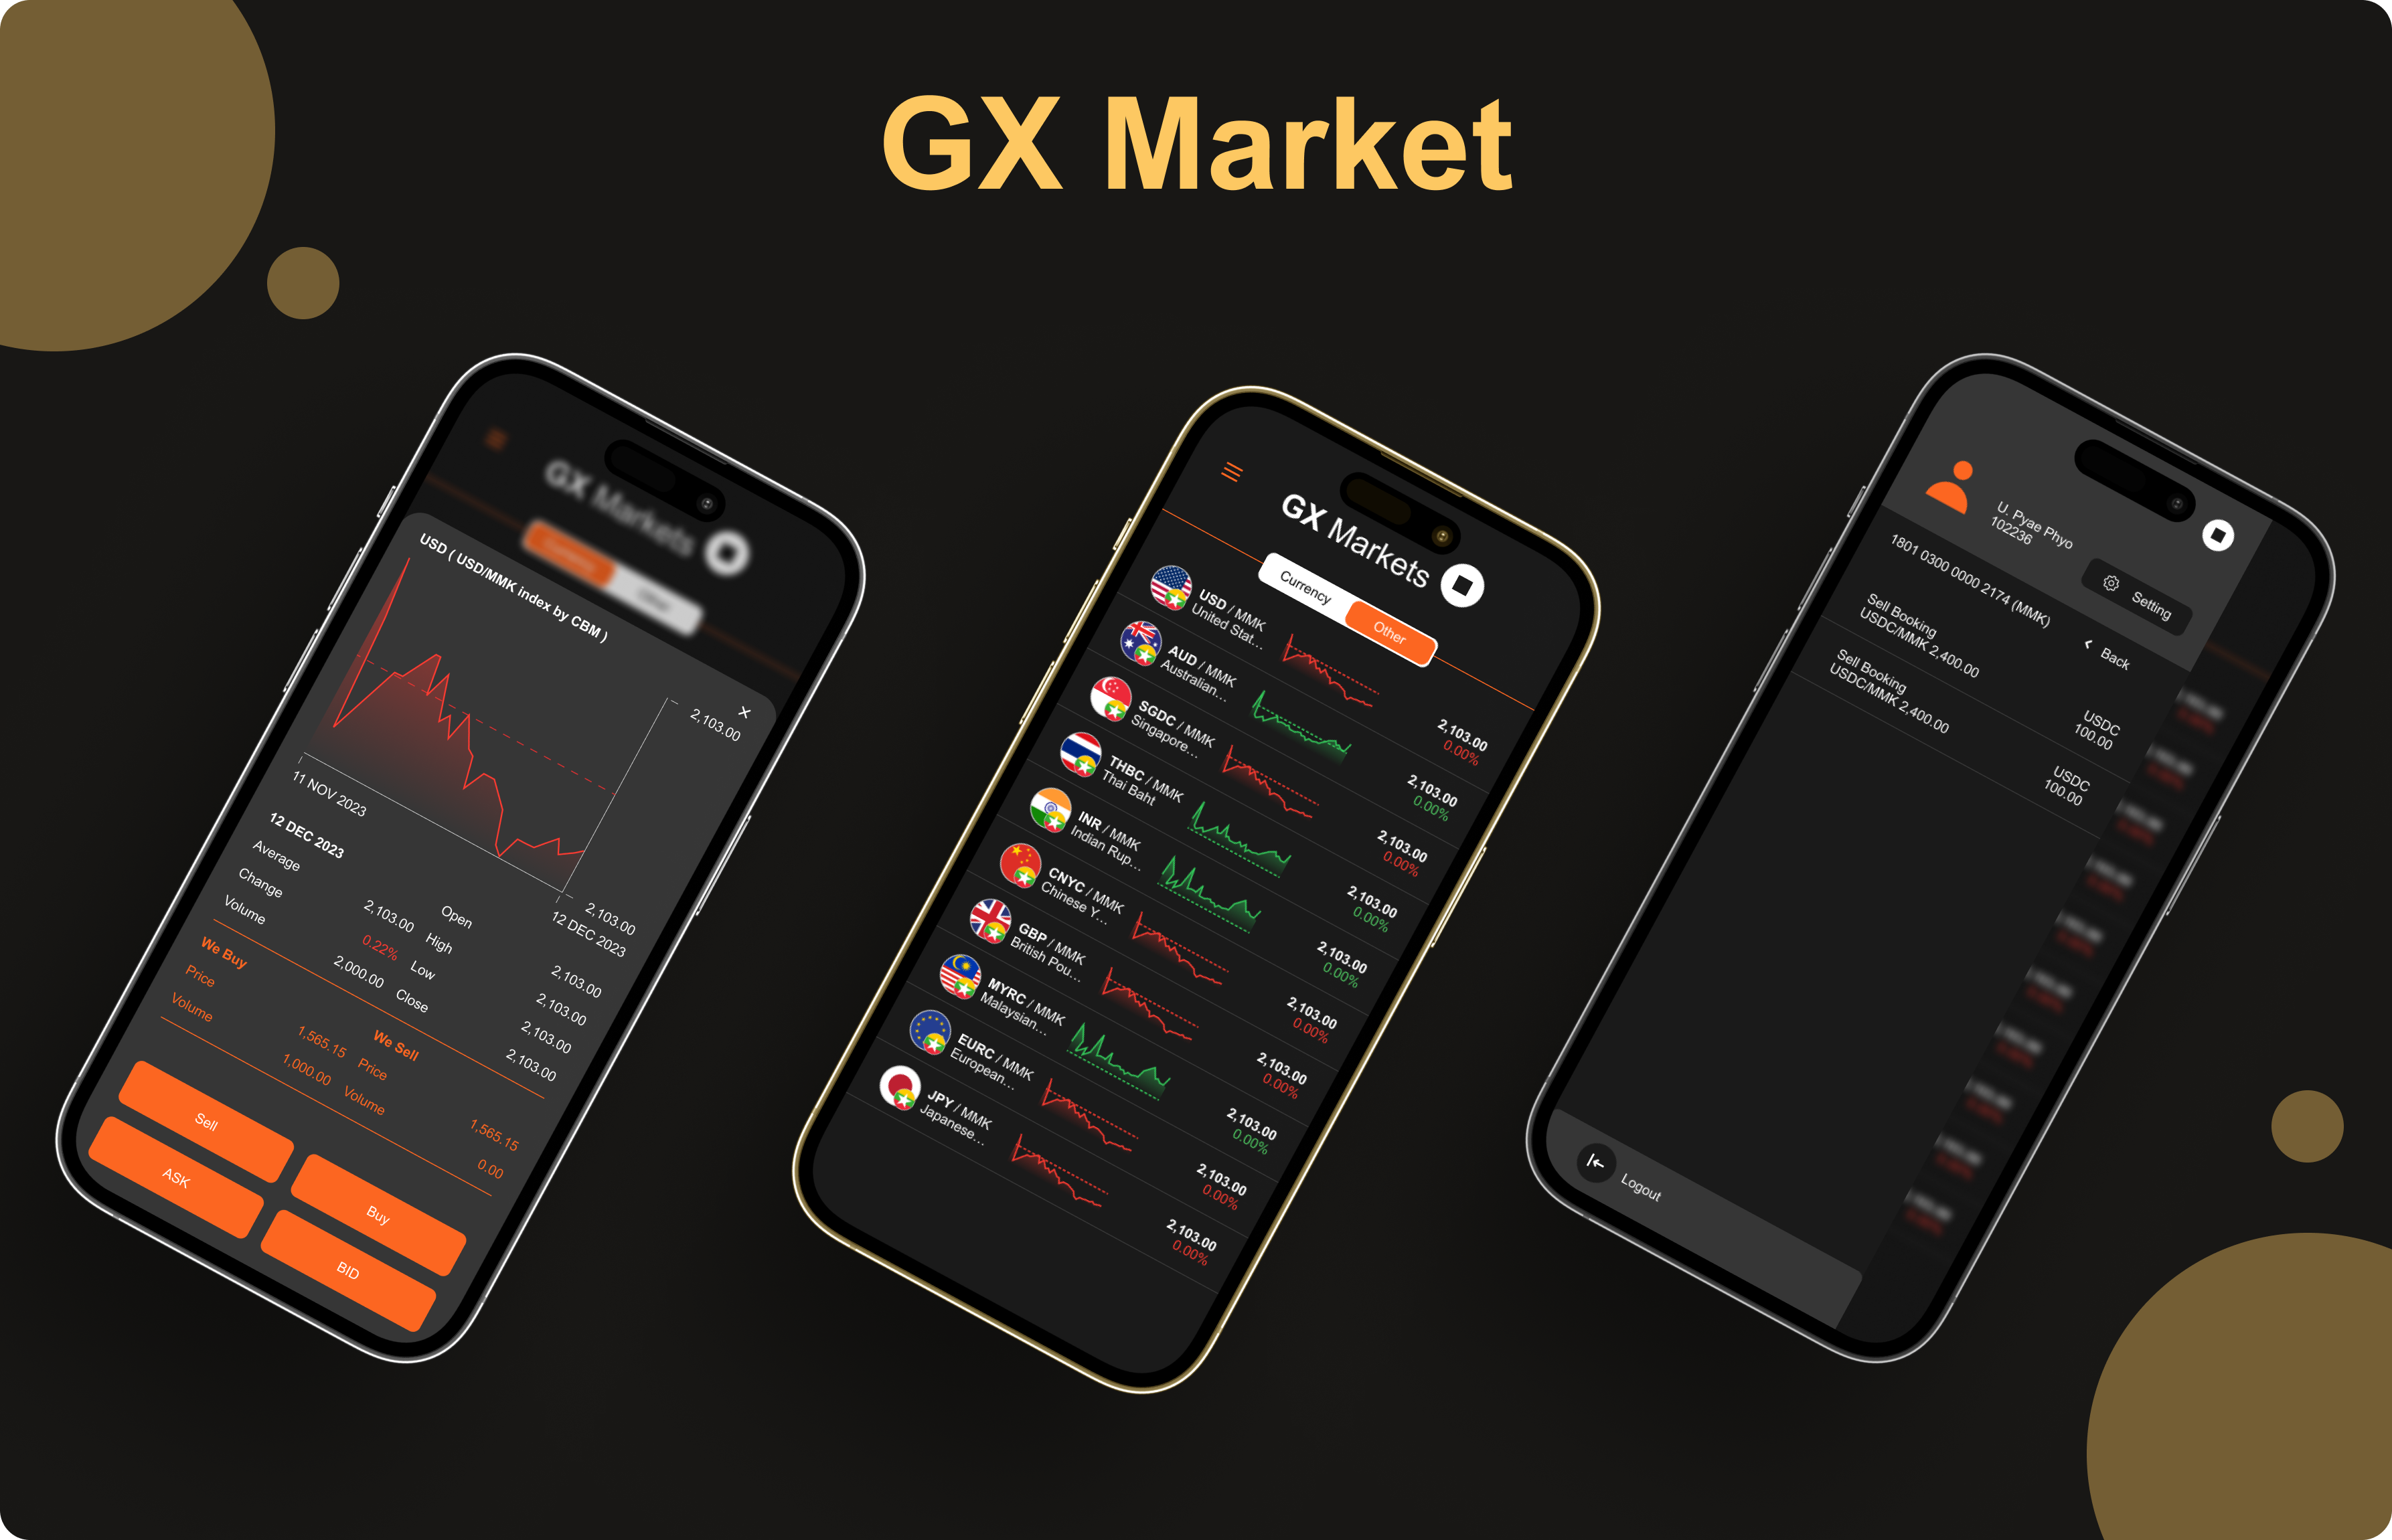 GX Market
GX Markets
USD ( USD/MMK index by CBM )
2,103.00
2,103.00
11 NOV 2023
12 DEC 2023
12 DEC 2023
Average 2,103.00 Open 2,103.00
Change 0.22% High 2,103.00
Volume 2,000.00 Low 2,103.00
Close 2,103.00
We Buy We Sell
Price 1,565.15 Price 1,565.15
Volume 1,000.00 Volume 0.00
Sell Buy
ASK BID
GX Markets
Currency Other
USD / MMK 2,103.00
United Stat... 0.00%
AUD / MMK 2,103.00
Australian... 0.00%
SGDC / MMK 2,103.00
Singapore... 0.00%
THBC / MMK 2,103.00
Thai Baht 0.00%
INR / MMK 2,103.00
Indian Rup... 0.00%
CNYC / MMK 2,103.00
Chinese Y... 0.00%
GBP / MMK 2,103.00
British Pou... 0.00%
MYRC / MMK 2,103.00
Malaysian... 0.00%
EURC / MMK 2,103.00
European... 0.00%
JPY / MMK 2,103.00
Japanese... 0.00%
U. Pyae Phyo
102236
Setting
1801 0300 0000 2174 (MMK)
Back
Sell Booking USDC
USDC/MMK 2,400.00 100.00
Sell Booking USDC
USDC/MMK 2,400.00 100.00
Logout